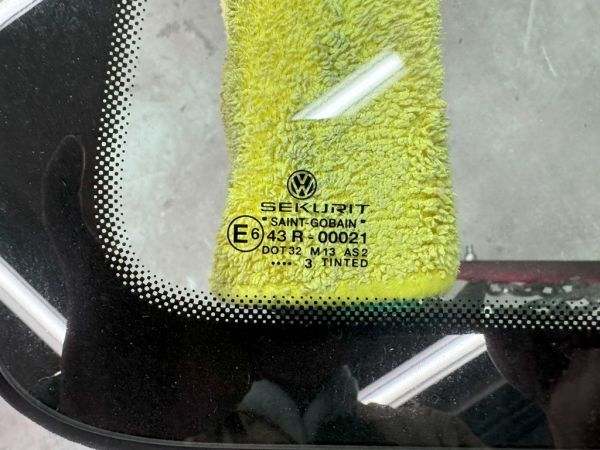 SEKURIT
"SAINT-GOBAIN"
E6 43 R - 00021
DOT32 M13 AS2
•••• 3 TINTED